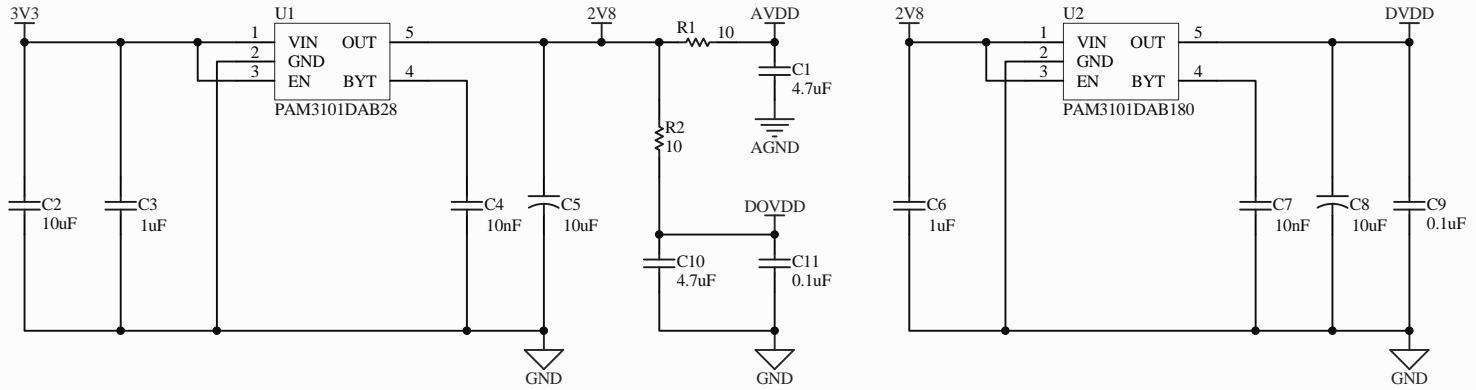 3V3
U1
2V8
AVDD
1
VIN
OUT
5
R1
10
2
GND
3
EN
BYT
4
PAM3101DAB28
C1
4.7uF
AGND
R2
10
C2
10uF
C3
1uF
C4
10nF
C5
10uF
DOVDD
C10
4.7uF
C11
0.1uF
GND
GND
2V8
U2
DVDD
1
VIN
OUT
5
2
GND
3
EN
BYT
4
PAM3101DAB180
C6
1uF
C7
10nF
C8
10uF
C9
0.1uF
GND